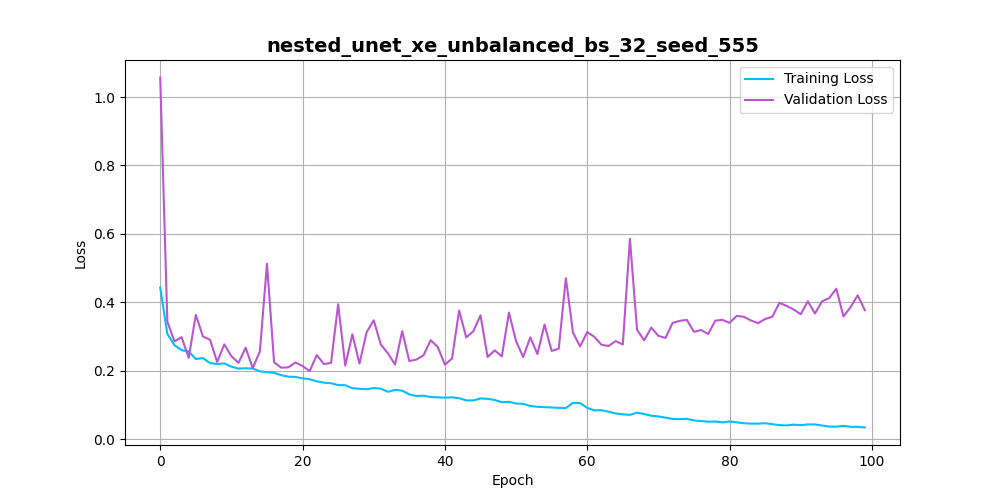 nested_unet_xe_unbalanced_bs_32_seed_555
Training Loss
Validation Loss
1.0
0.8
0.6
0.4
0.2
0.0
Loss
0
20
40
60
80
100
Epoch